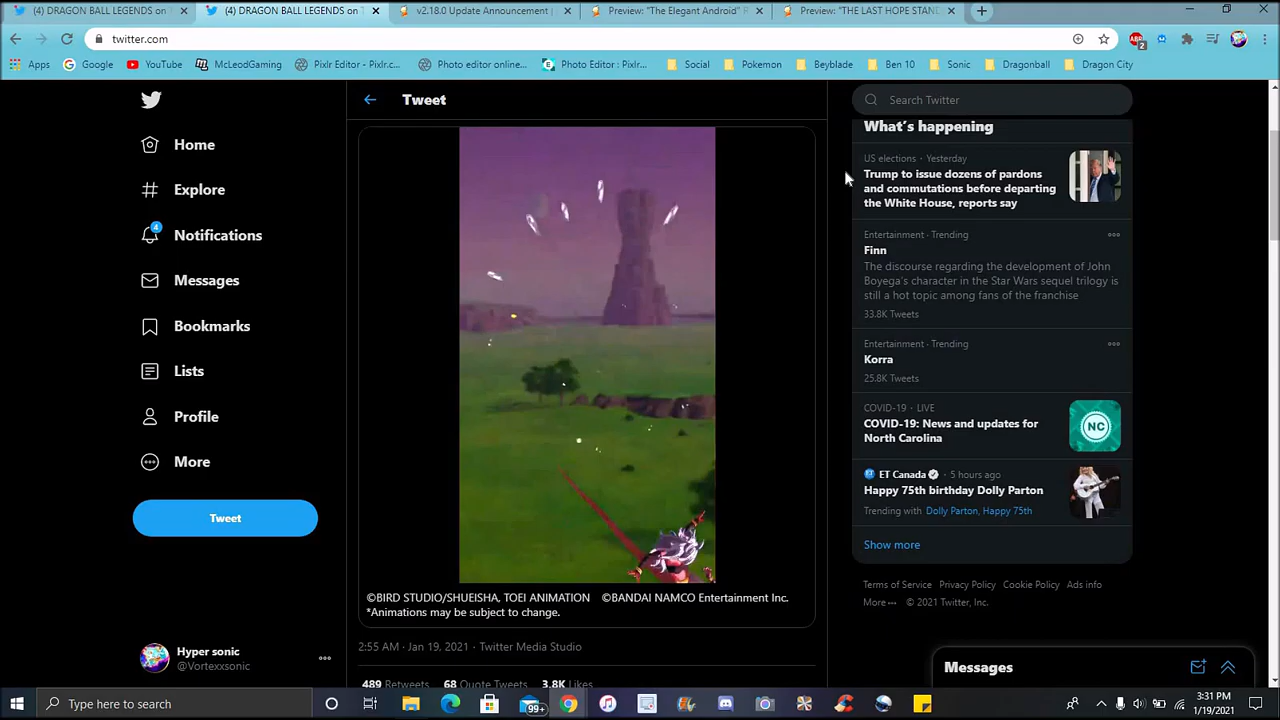 (4) DRAGON BALL LEGENDS on T
(4) DRAGON BALL LEGENDS on T
v2.18.0 Update Announcement |
Preview: "The Elegant Android" F
Preview: "THE LAST HOPE STAN
twitter.com
2
Apps
Google
YouTube
McLeodGaming
Pixlr Editor - Pixlr.c...
Photo editor online...
Photo Editor : Pixlr...
Social
Pokemon
Beyblade
Ben 10
Sonic
Dragonball
Dragon City
Home
Explore
4
Notifications
Messages
Bookmarks
Lists
Profile
More
Tweet
Hyper sonic
@Vortexxsonic
Tweet
©BIRD STUDIO/SHUEISHA, TOEI ANIMATION ©BANDAI NAMCO Entertainment Inc.
*Animations may be subject to change.
2:55 AM · Jan 19, 2021 · Twitter Media Studio
489 Retweets 68 Quote Tweets 3.8K Likes
Search Twitter
What's happening
US elections · Yesterday
Trump to issue dozens of pardons
and commutations before departing
the White House, reports say
Entertainment · Trending
Finn
The discourse regarding the development of John
Boyega's character in the Star Wars sequel trilogy is
still a hot topic among fans of the franchise
33.8K Tweets
Entertainment · Trending
Korra
25.8K Tweets
COVID-19 · LIVE
COVID-19: News and updates for
North Carolina
NC
ET Canada · 5 hours ago
Happy 75th birthday Dolly Parton
Trending with Dolly Parton, Happy 75th
Show more
Terms of Service Privacy Policy Cookie Policy Ads info
More ··· © 2021 Twitter, Inc.
Messages
Type here to search
99+
3:31 PM
1/19/2021